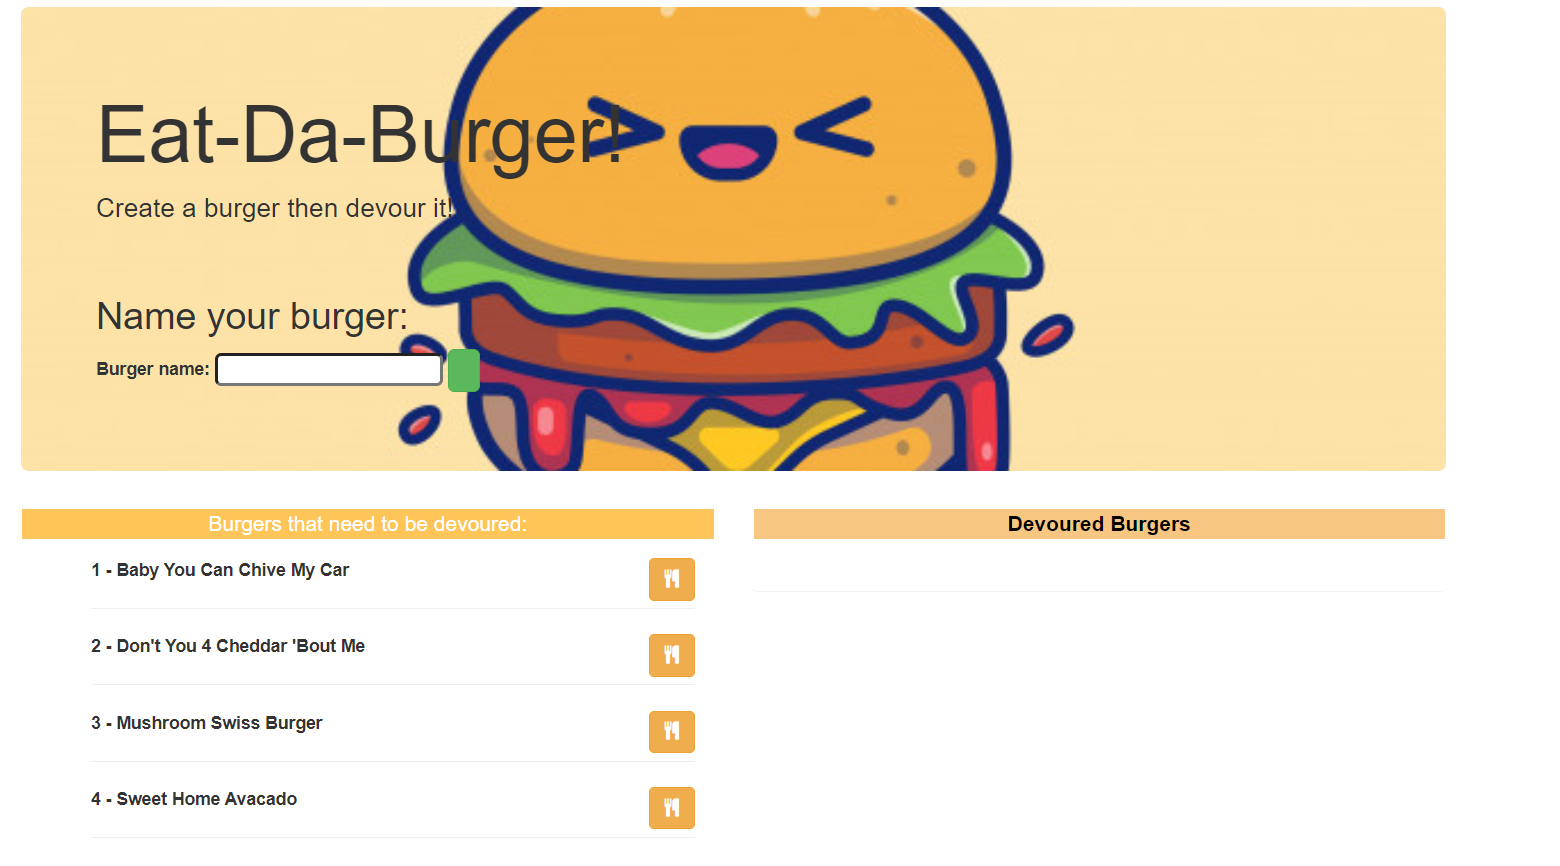 Eat-Da-Burger!
Create a burger then devour it!
Name your burger:
Burger name:
Burgers that need to be devoured:
1 - Baby You Can Chive My Car
2 - Don't You 4 Cheddar 'Bout Me
3 - Mushroom Swiss Burger
4 - Sweet Home Avacado
Devoured Burgers